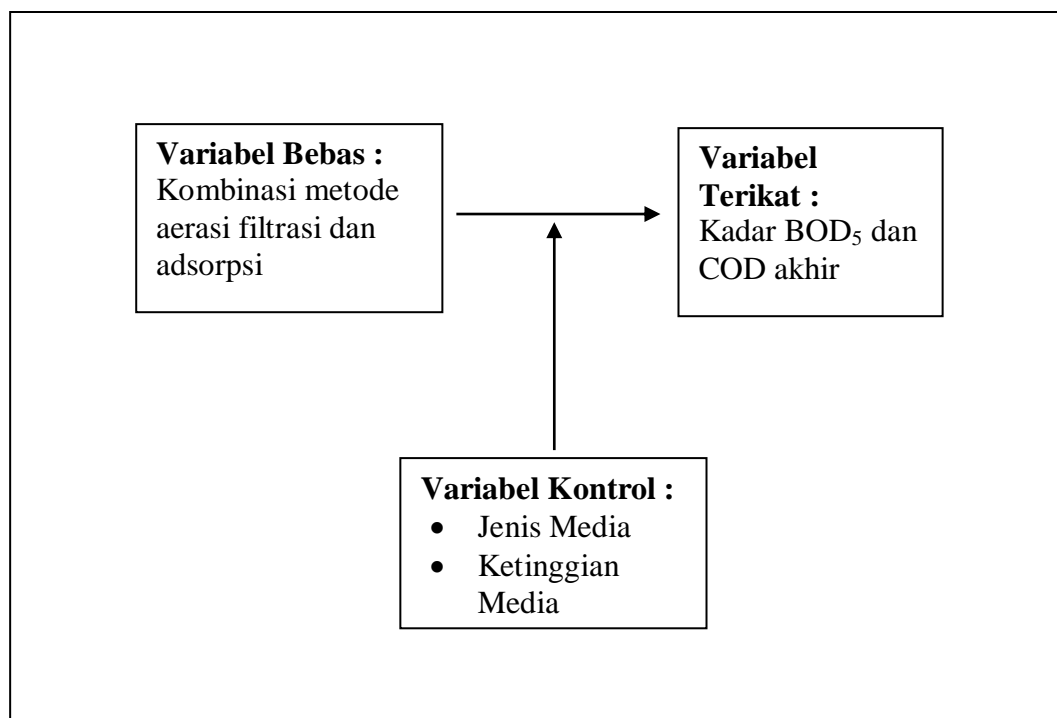 Variabel Bebas :
Kombinasi metode
aerasi filtrasi dan
adsorpsi
Variabel
Terikat :
Kadar BOD₅ dan
COD akhir
Variabel Kontrol :
• Jenis Media
• Ketinggian
Media